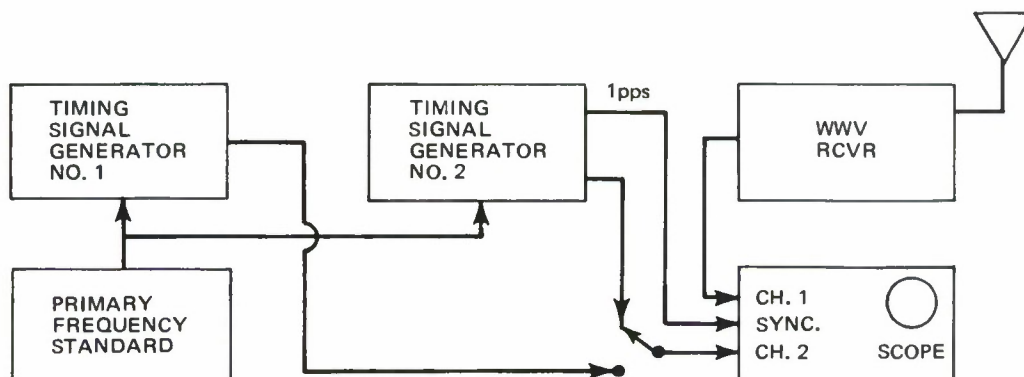 TIMING
SIGNAL
GENERATOR
NO. 1
TIMING
SIGNAL
GENERATOR
NO. 2
1pps
WWV
RCVR
PRIMARY
FREQUENCY
STANDARD
CH. 1
SYNC.
CH. 2
SCOPE